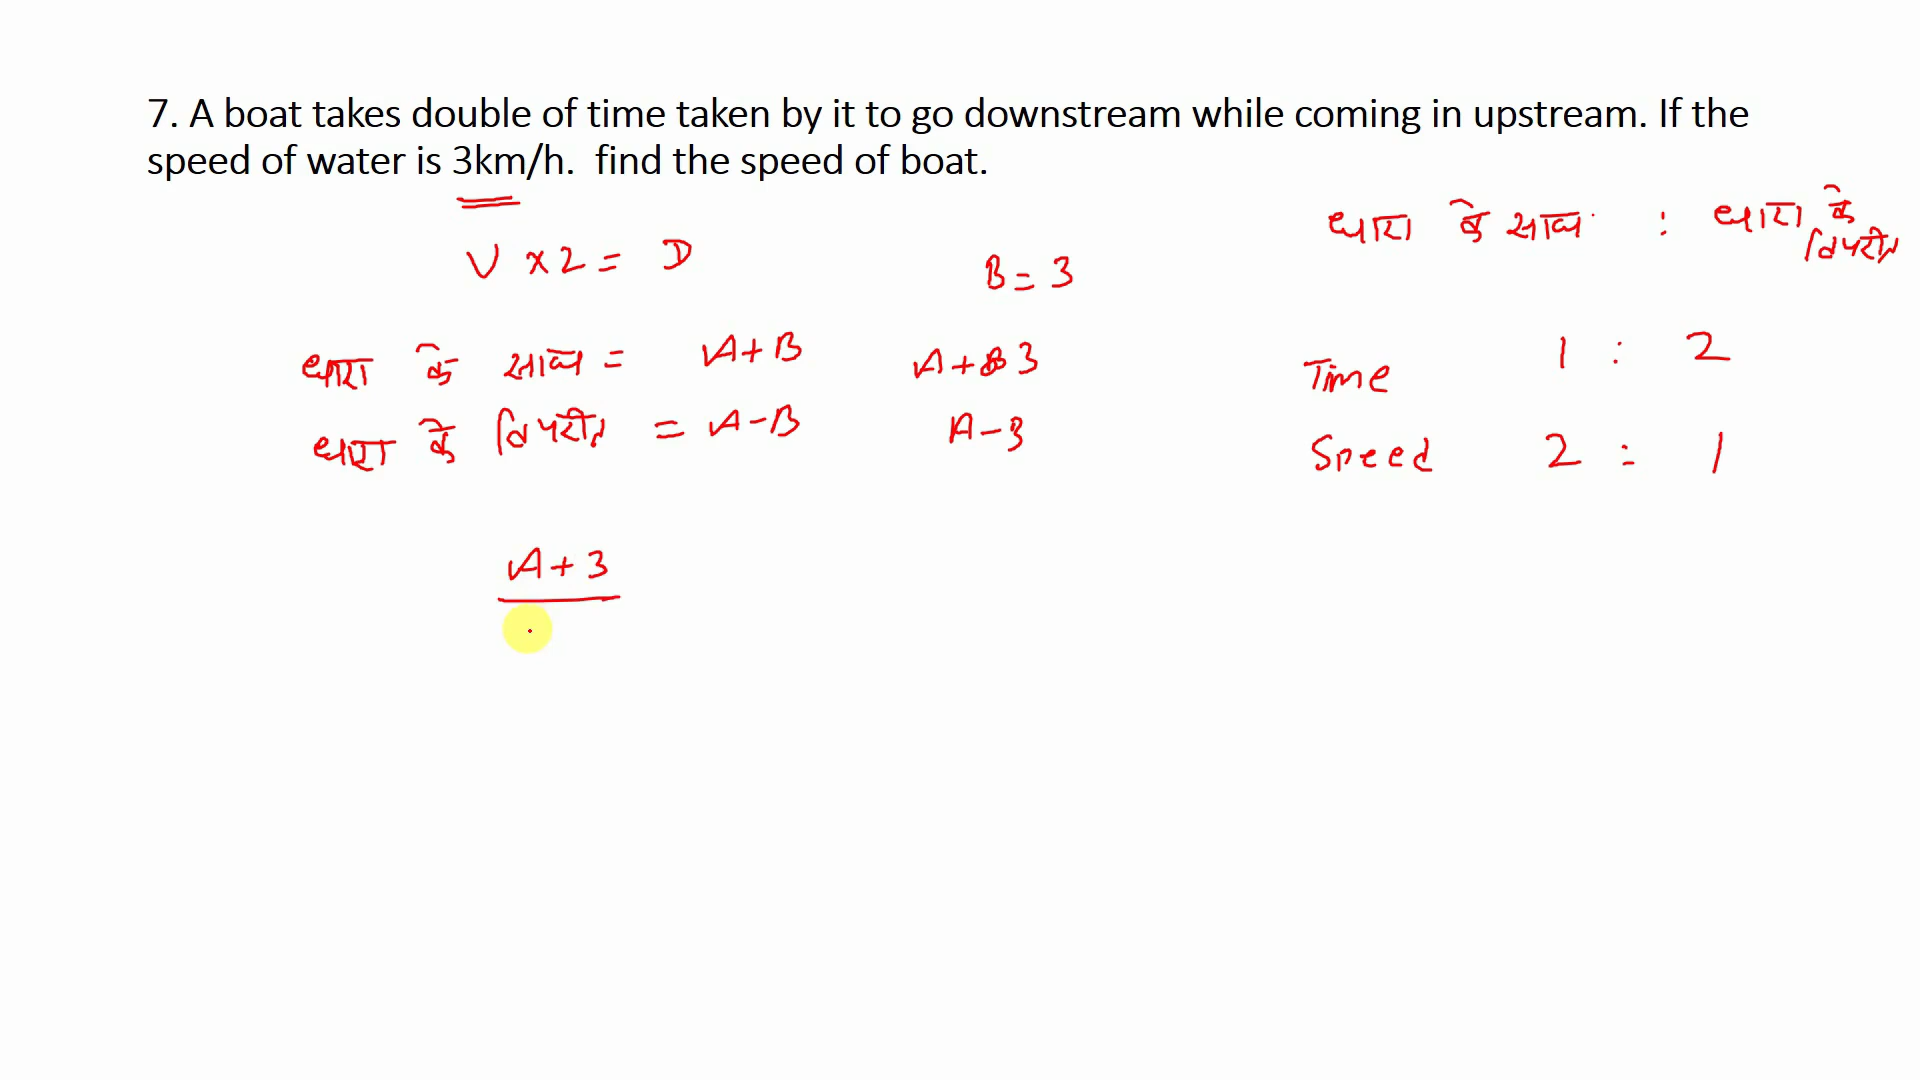 7. A boat takes double of time taken by it to go downstream while coming in upstream. If the
speed of water is 3km/h. find the speed of boat.
धारा के साथ : धारा के
विपरीत
U × 2 = D
B = 3
धारा के साथ = A+B
A+B 3
धारा के विपरीत = A-B
A-3
Time 1 : 2
Speed 2 : 1
A+3